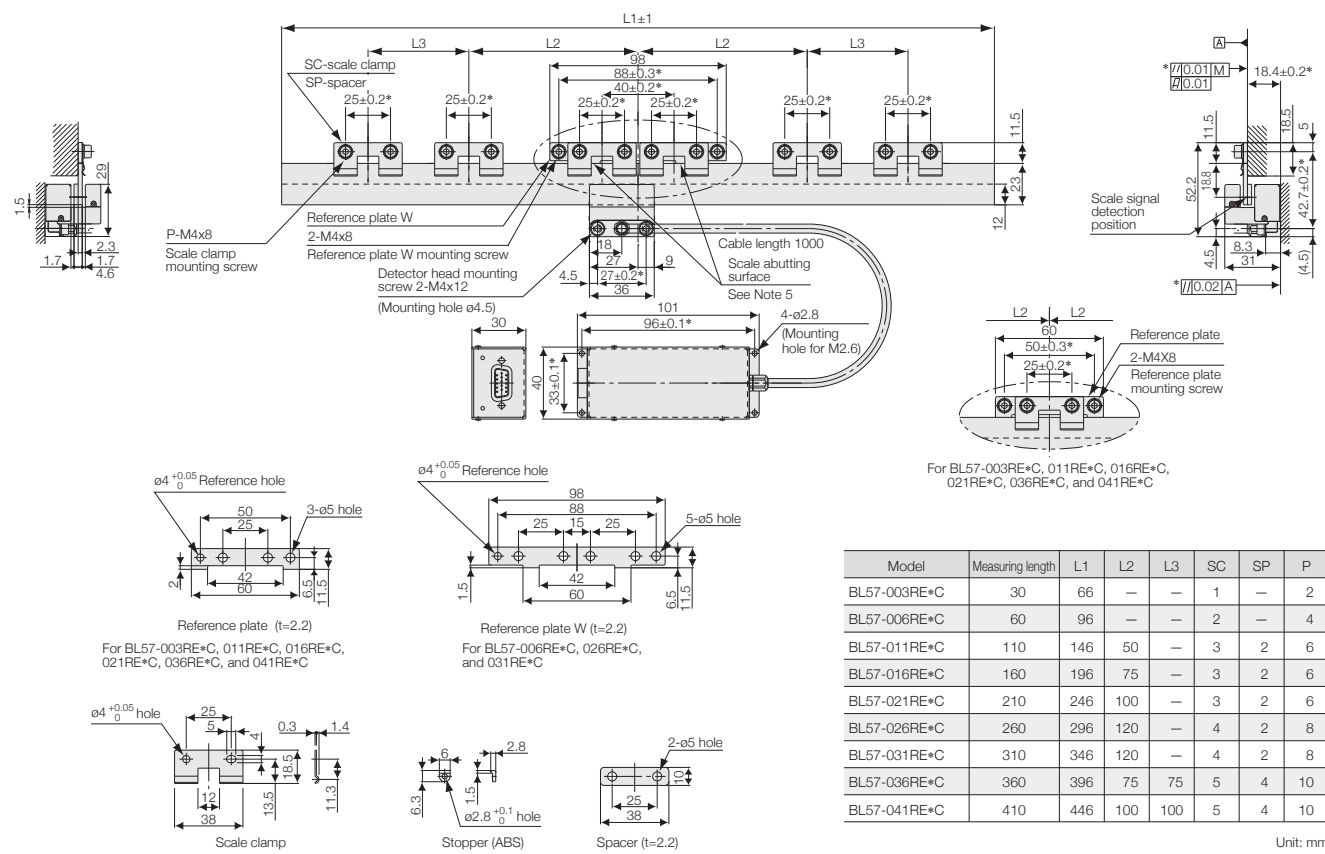 L1±1
L3
L2
L2
L3
98
88±0.3*
40±0.2*
SC-scale clamp
SP-spacer
25±0.2*
25±0.2*
25±0.2*
25±0.2*
25±0.2*
25±0.2*
11.5
23
12
29
1.5
2.3
1.7
1.7
4.6
P-M4x8
Scale clamp
mounting screw
Reference plate W
2-M4x8
Reference plate W mounting screw
Detector head mounting
screw 2-M4x12
(Mounting hole ø4.5)
18
27
9
4.5
27±0.2*
36
Cable length 1000
Scale abutting
surface
See Note 5
A
* // 0.01 M
0.01
18.4±0.2*
11.5
18.5
5
52.2
18.8
42.7±0.2*
Scale signal
detection
position
4.5
8.3
31
(4.5)
* // 0.02 A
30
101
96±0.1*
4-ø2.8
(Mounting
hole for M2.6)
40
33±0.1*
L2
L2
60
50±0.3*
25±0.2*
Reference plate
2-M4X8
Reference plate
mounting screw
For BL57-003RE*C, 011RE*C, 016RE*C,
021RE*C, 036RE*C, and 041RE*C
ø4 +0.05 0 Reference hole
50
25
3-ø5 hole
2
42
60
6.5
11.5
Reference plate (t=2.2)
For BL57-003RE*C, 011RE*C, 016RE*C,
021RE*C, 036RE*C, and 041RE*C
ø4 +0.05 0 Reference hole
98
88
25
15
25
5-ø5 hole
1.5
42
60
6.5
11.5
Reference plate W (t=2.2)
For BL57-006RE*C, 026RE*C,
and 031RE*C
ø4 +0.05 0 hole
25
5
4
0.3
1.4
18.5
13.5
11.3
12
38
Scale clamp
6
2.8
6.3
1.5
ø2.8 +0.1 0 hole
Stopper (ABS)
2-ø5 hole
10
25
38
Spacer (t=2.2)
Model Measuring length L1 L2 L3 SC SP P
BL57-003RE*C 30 66 — — 1 — 2
BL57-006RE*C 60 96 — — 2 — 4
BL57-011RE*C 110 146 50 — 3 2 6
BL57-016RE*C 160 196 75 — 3 2 6
BL57-021RE*C 210 246 100 — 3 2 6
BL57-026RE*C 260 296 120 — 4 2 8
BL57-031RE*C 310 346 120 — 4 2 8
BL57-036RE*C 360 396 75 75 5 4 10
BL57-041RE*C 410 446 100 100 5 4 10
Unit: mm